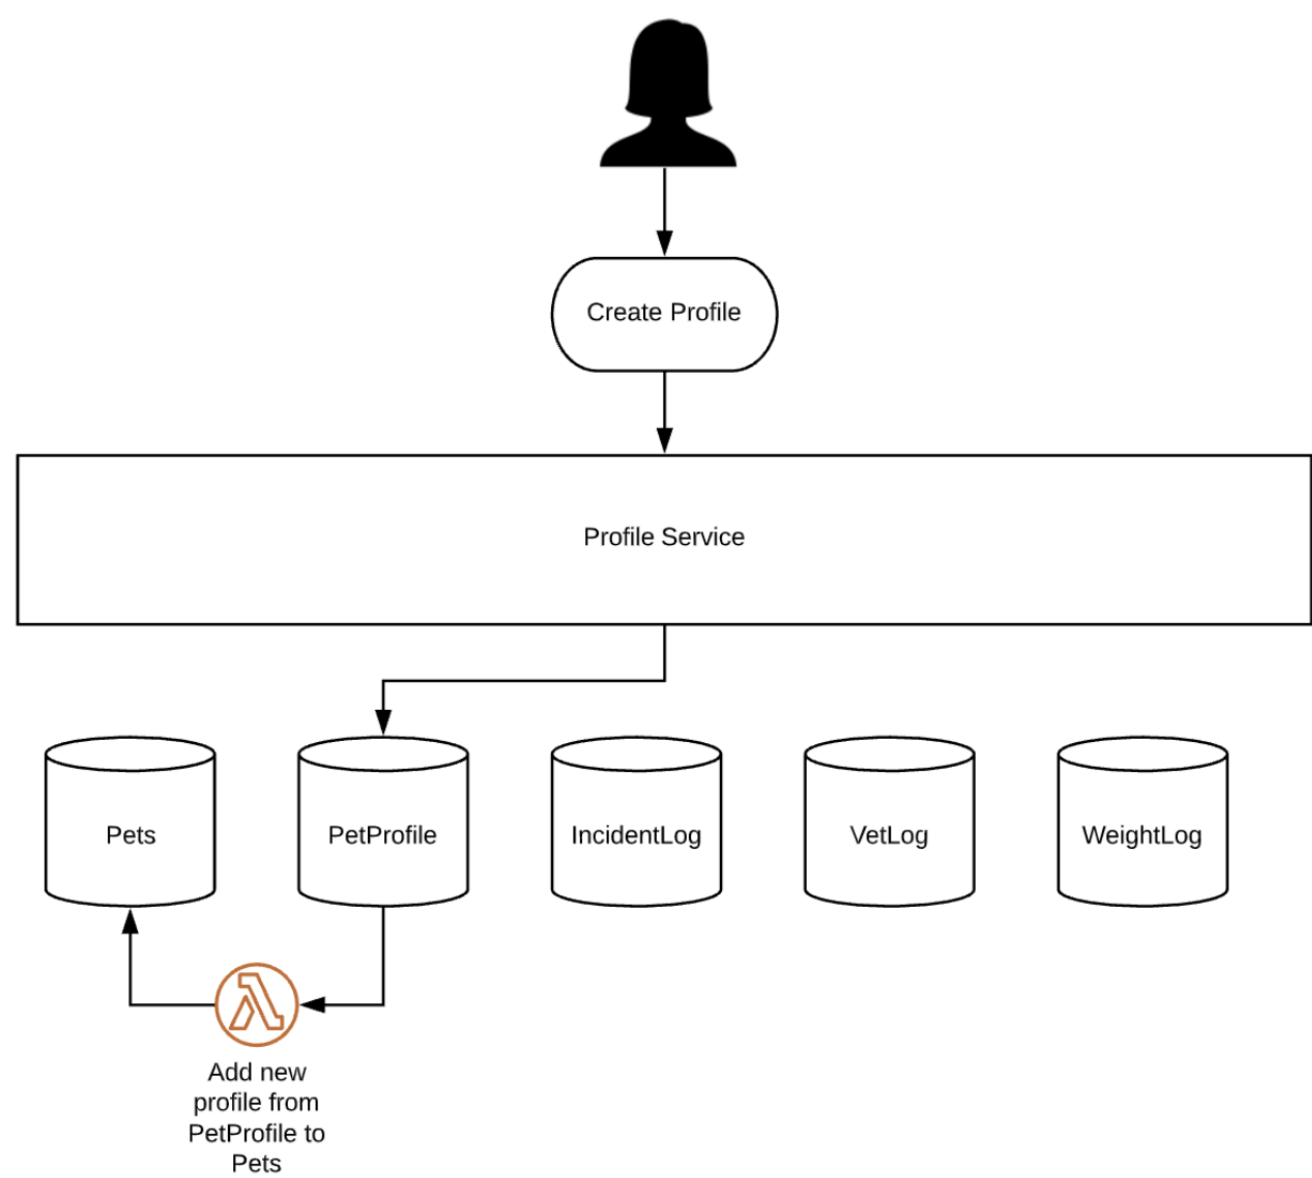 Create Profile
Profile Service
Pets
PetProfile
IncidentLog
VetLog
WeightLog
Add new
profile from
PetProfile to
Pets